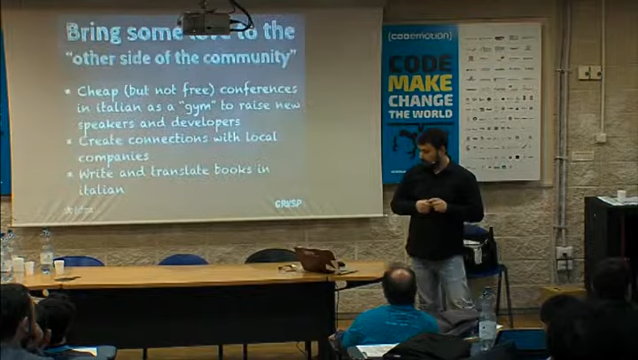 Bring some love to the
"other side of the community"
* Cheap (but not free) conferences
in italian as a "gym" to raise new
speakers and developers
* Create connections with local
companies
* Write and translate books in
italian
GRUSP
{codemotion}
CODE
MAKE
CHANGE
THE WORLD